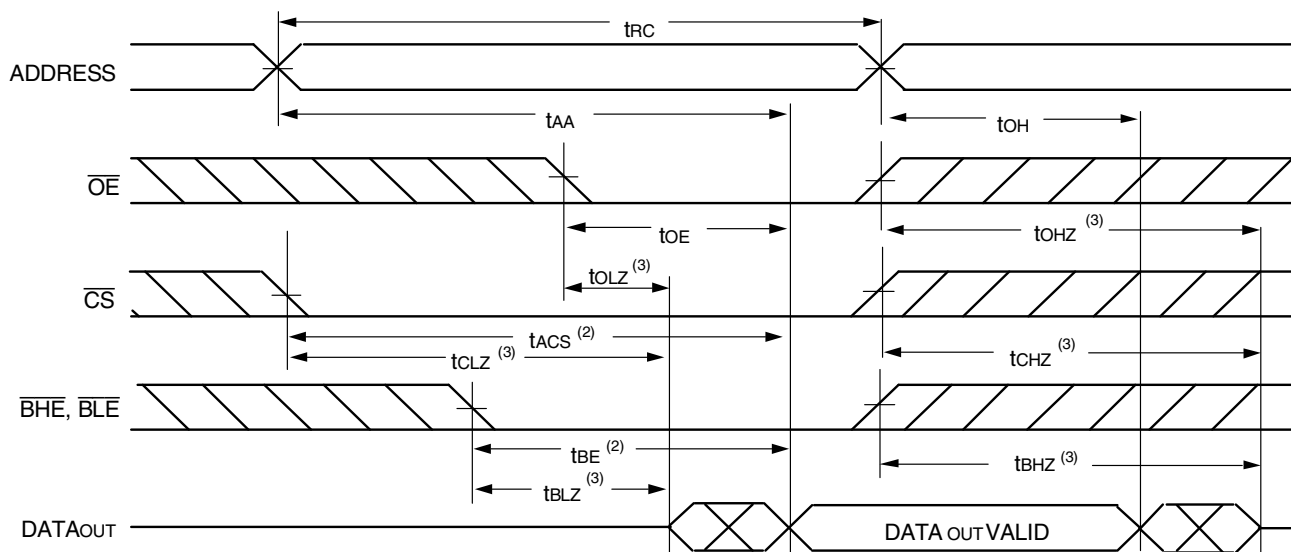 tRC
ADDRESS
tAA
tOH
OE
tOE
tOHZ (3)
tOLZ (3)
CS
tACS (2)
tCLZ (3)
tCHZ (3)
BHE, BLE
tBE (2)
tBHZ (3)
tBLZ (3)
DATAOUT
DATA OUT VALID